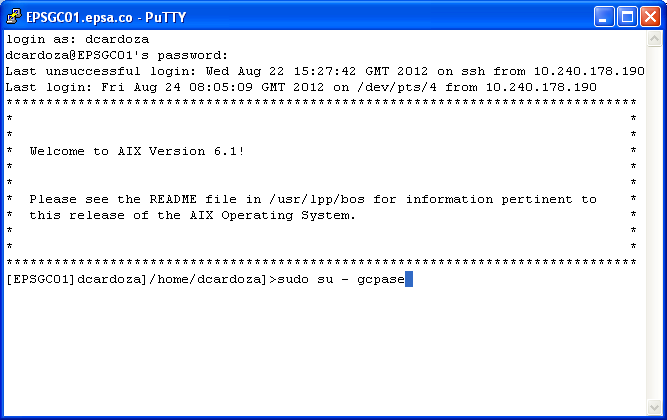 EPSGC01.epsa.co - PuTTY
login as: dcardoza
dcardoza@EPSGC01's password:
Last unsuccessful login: Wed Aug 22 15:27:42 GMT 2012 on ssh from 10.240.178.190
Last login: Fri Aug 24 08:05:09 GMT 2012 on /dev/pts/4 from 10.240.178.190
*******************************************************************************
*                                                                             *
*                                                                             *
*  Welcome to AIX Version 6.1!                                                *
*                                                                             *
*                                                                             *
*  Please see the README file in /usr/lpp/bos for information pertinent to    *
*  this release of the AIX Operating System.                                  *
*                                                                             *
*                                                                             *
*******************************************************************************
[EPSGC01]dcardoza]/home/dcardoza]>sudo su - gcpase